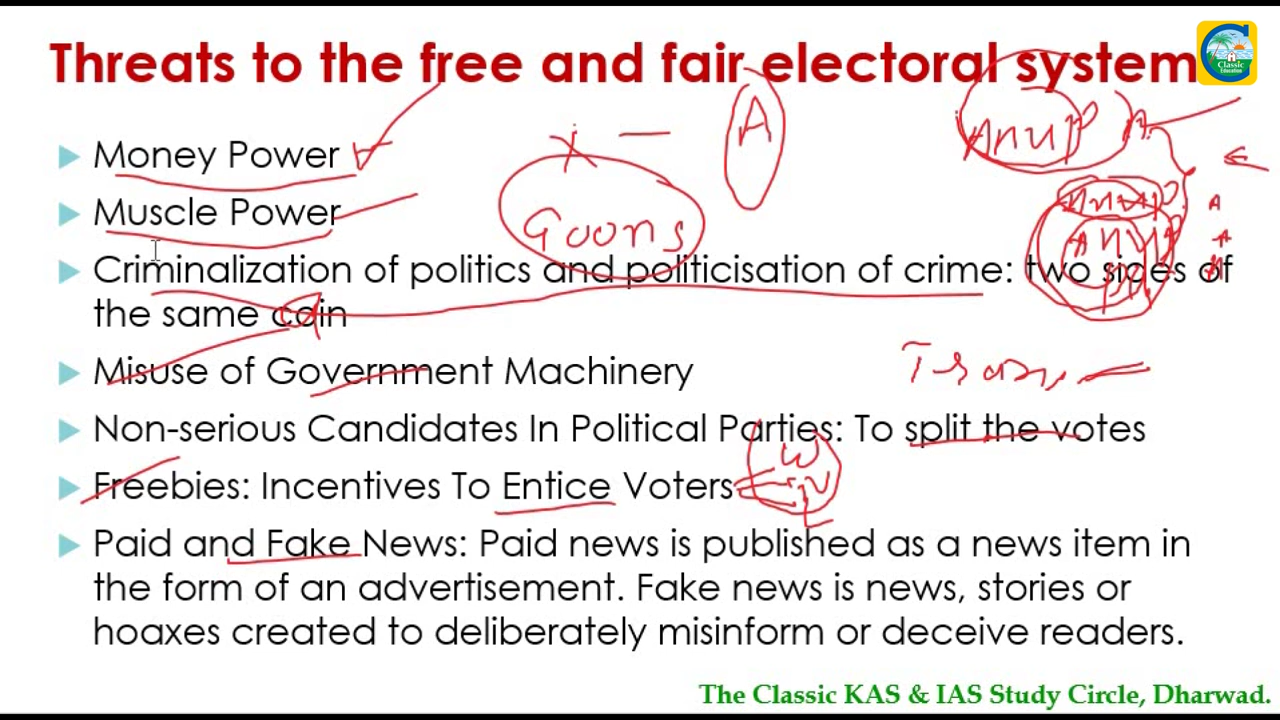 Threats to the free and fair electoral system
Classic
Education
Money Power
A
Anup
Muscle Power
Goons
Criminalization of politics and politicisation of crime: two sides of
the same coin
Misuse of Government Machinery
Non-serious Candidates In Political Parties: To split the votes
Freebies: Incentives To Entice Voters
Paid and Fake News: Paid news is published as a news item in
the form of an advertisement. Fake news is news, stories or
hoaxes created to deliberately misinform or deceive readers.
The Classic KAS & IAS Study Circle, Dharwad.